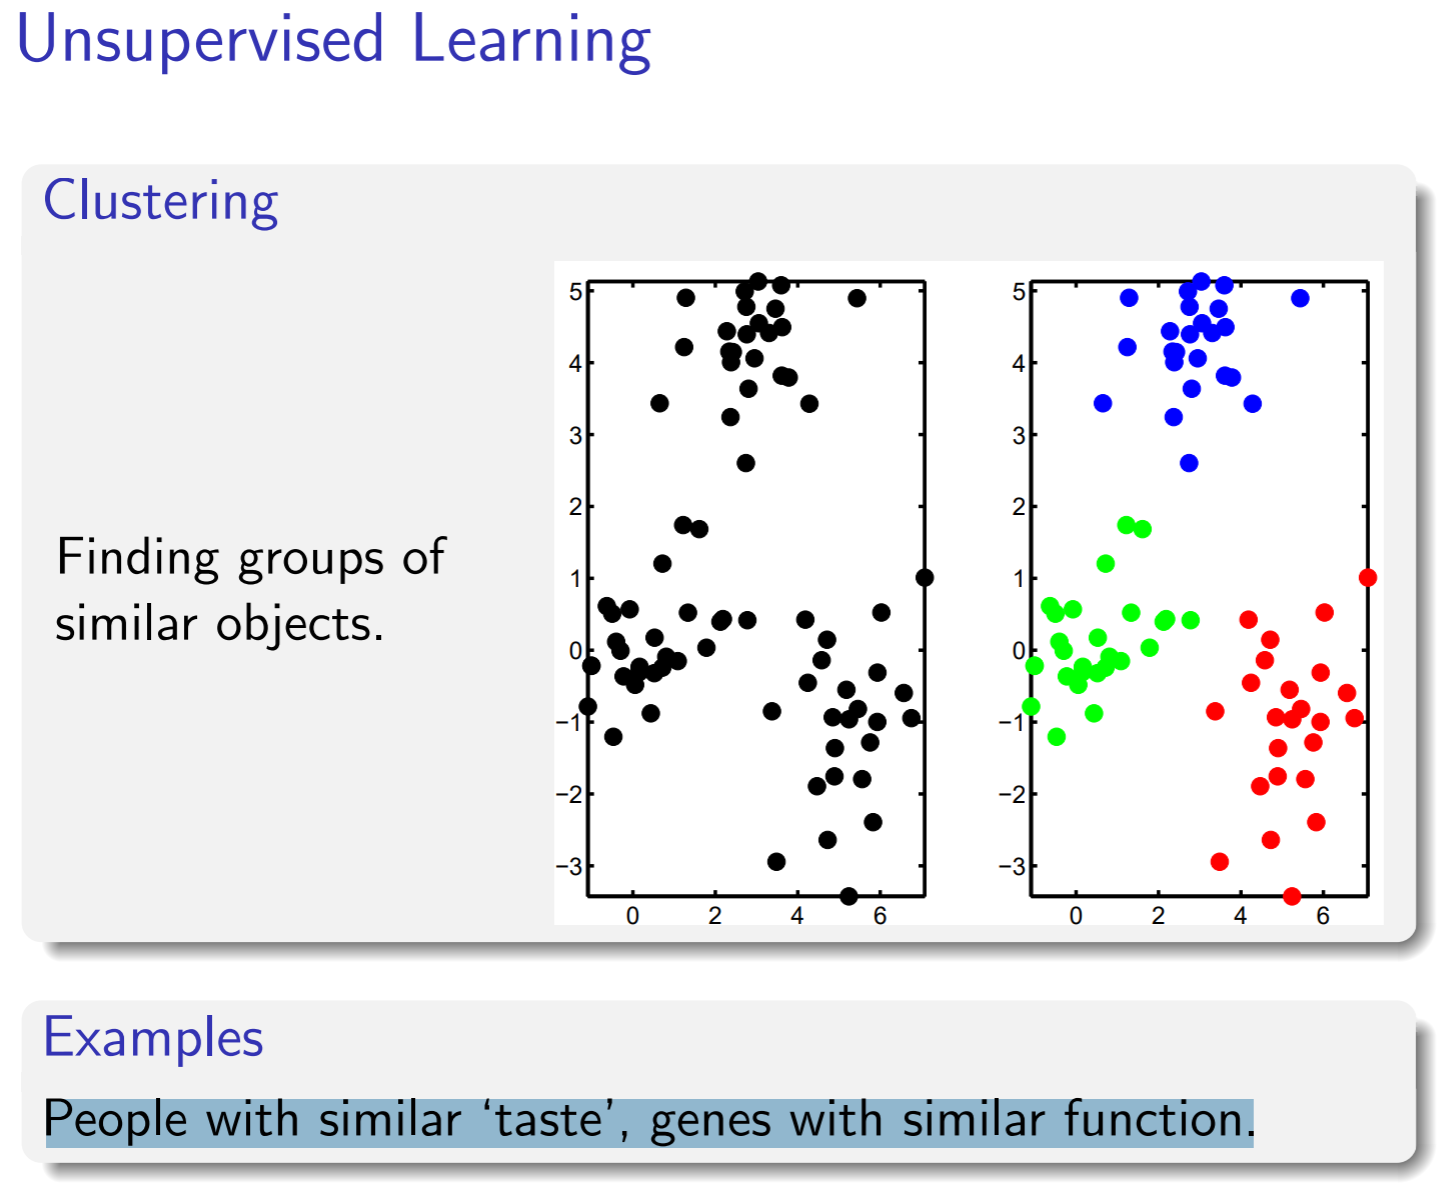 Unsupervised Learning
Clustering
Finding groups of
similar objects.
5
4
3
2
1
0
−1
−2
−3
0 2 4 6
5
4
3
2
1
0
−1
−2
−3
0 2 4 6
Examples
People with similar ‘taste’, genes with similar function.